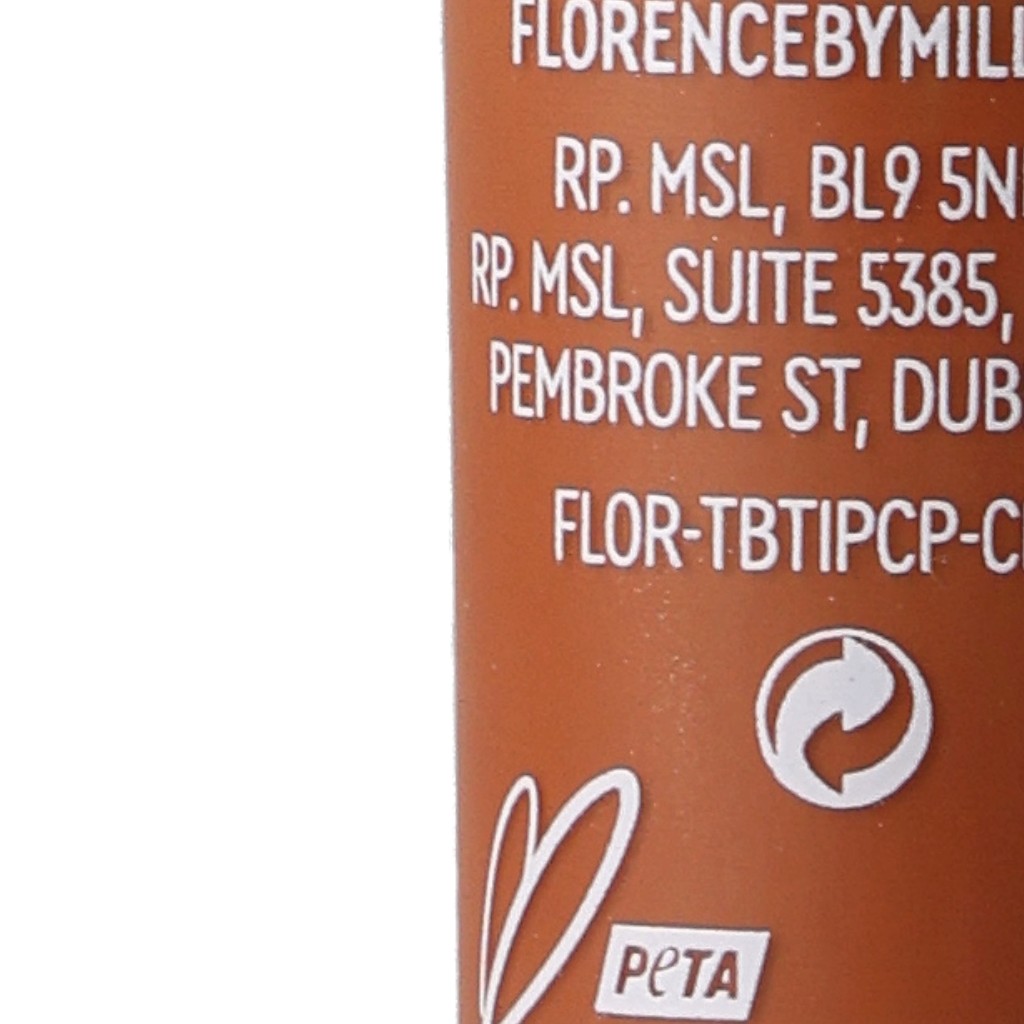 FLORENCEBYMILL
RP. MSL, BL9 5N
RP. MSL, SUITE 5385,
PEMBROKE ST, DUB
FLOR-TBTIPCP-C
PeTA